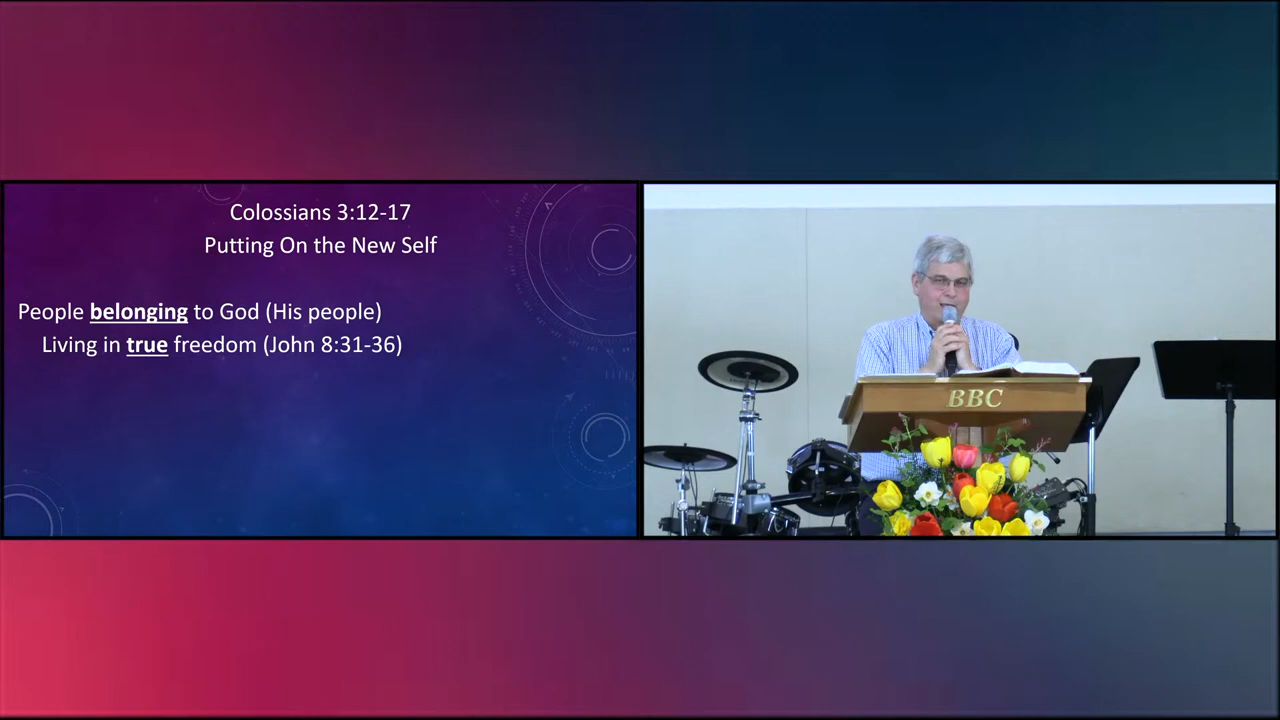 Colossians 3:12-17
Putting On the New Self
People belonging to God (His people)
Living in true freedom (John 8:31-36)
BBC